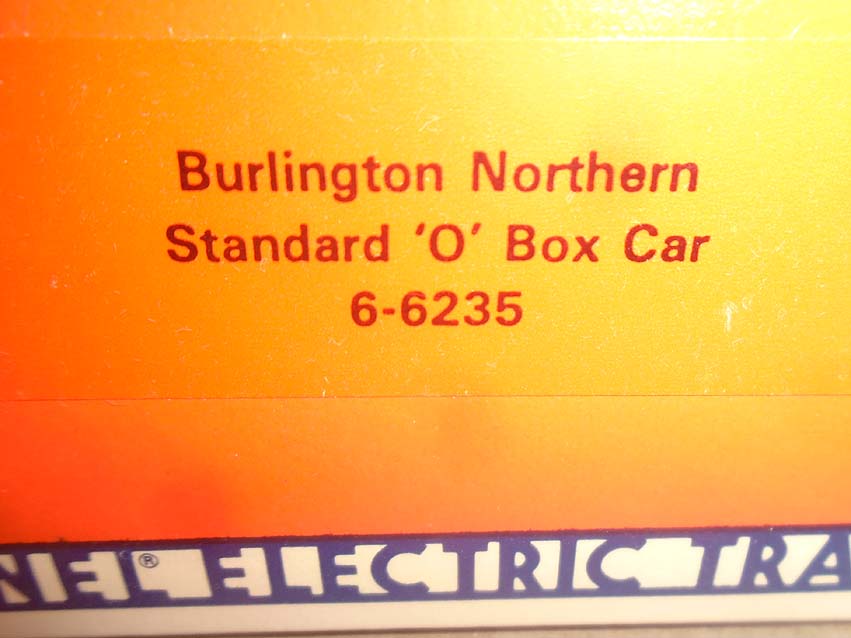 Burlington Northern
Standard 'O' Box Car
6-6235
NEL® ELECTRIC TRA